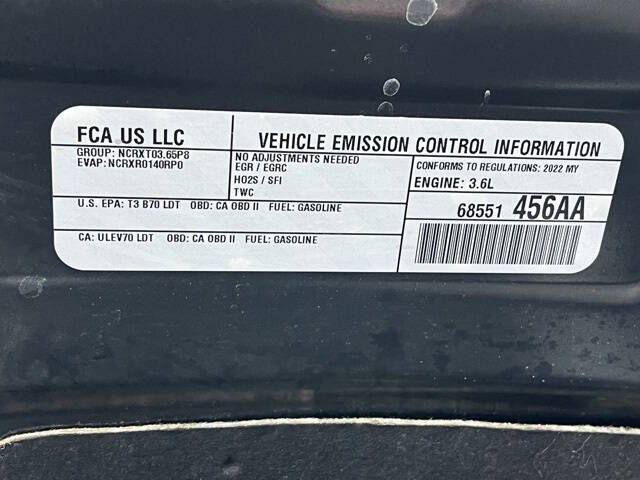 FCA US LLC
GROUP: NCRXT03.65P8
EVAP: NCRXR0140RP0
VEHICLE EMISSION CONTROL INFORMATION
NO ADJUSTMENTS NEEDED
EGR / EGRC
HO2S / SFI
TWC
CONFORMS TO REGULATIONS: 2022 MY
ENGINE: 3.6L
U.S. EPA: T3 B70 LDT OBD: CA OBD II FUEL: GASOLINE
CA: ULEV70 LDT OBD: CA OBD II FUEL: GASOLINE
68551 456AA